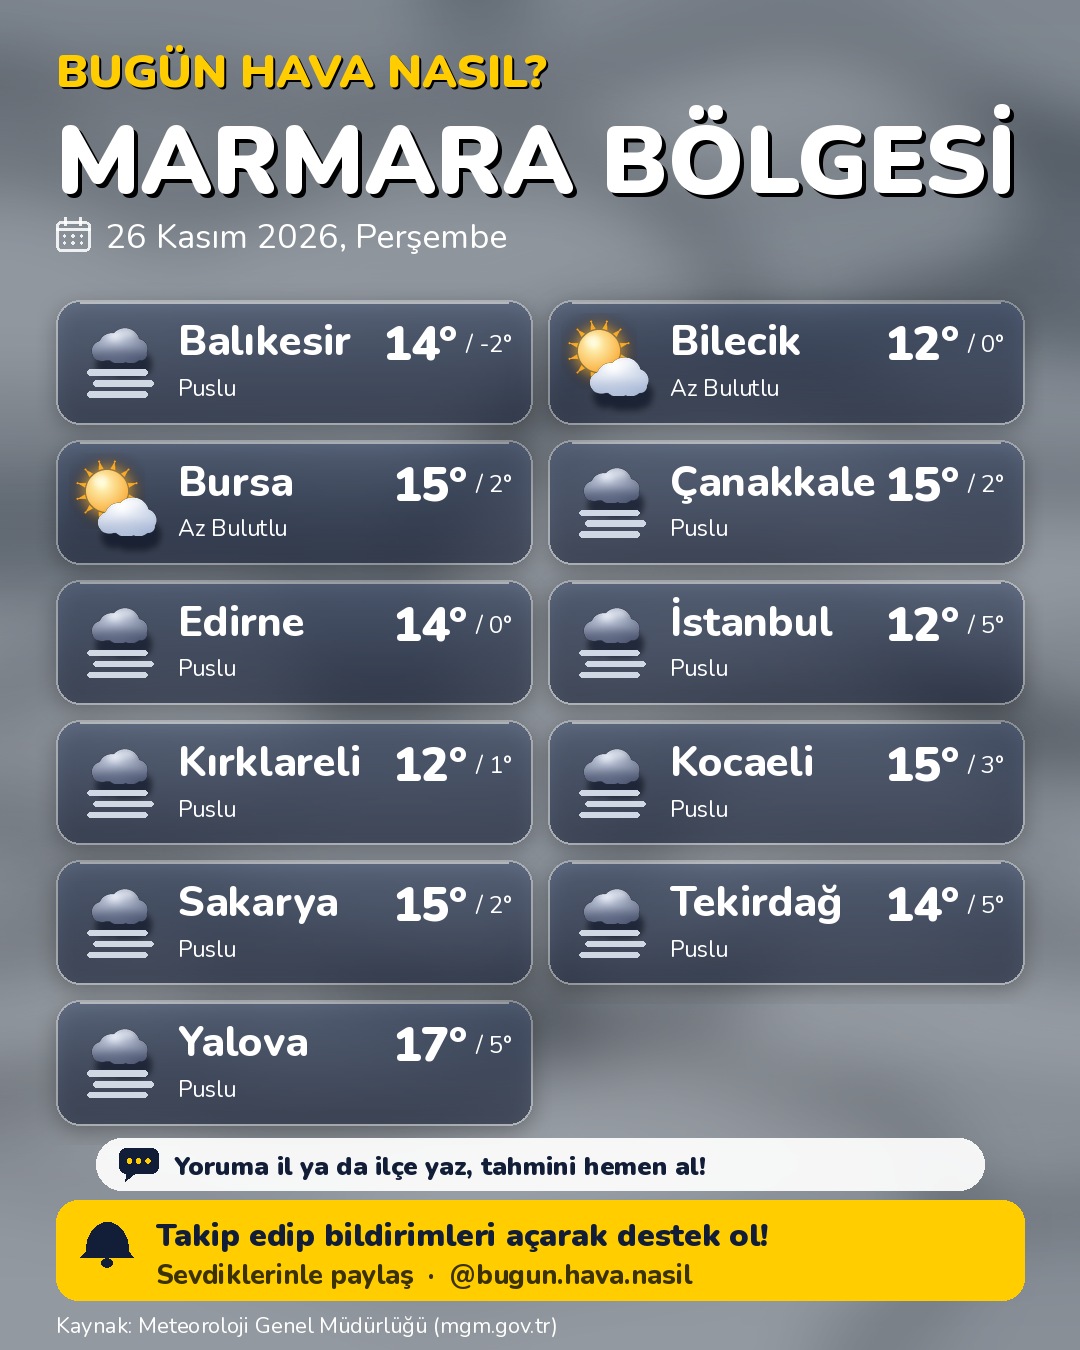 BUGÜN HAVA NASIL?
MARMARA BÖLGESİ
26 Kasım 2026, Perşembe
Balıkesir 14° / -2°
Puslu
Bilecik 12° / 0°
Az Bulutlu
Bursa 15° / 2°
Az Bulutlu
Çanakkale 15° / 2°
Puslu
Edirne 14° / 0°
Puslu
İstanbul 12° / 5°
Puslu
Kırklareli 12° / 1°
Puslu
Kocaeli 15° / 3°
Puslu
Sakarya 15° / 2°
Puslu
Tekirdağ 14° / 5°
Puslu
Yalova 17° / 5°
Puslu
Yoruma il ya da ilçe yaz, tahmini hemen al!
Takip edip bildirimleri açarak destek ol!
Sevdiklerinle paylaş · @bugun.hava.nasil
Kaynak: Meteoroloji Genel Müdürlüğü (mgm.gov.tr)